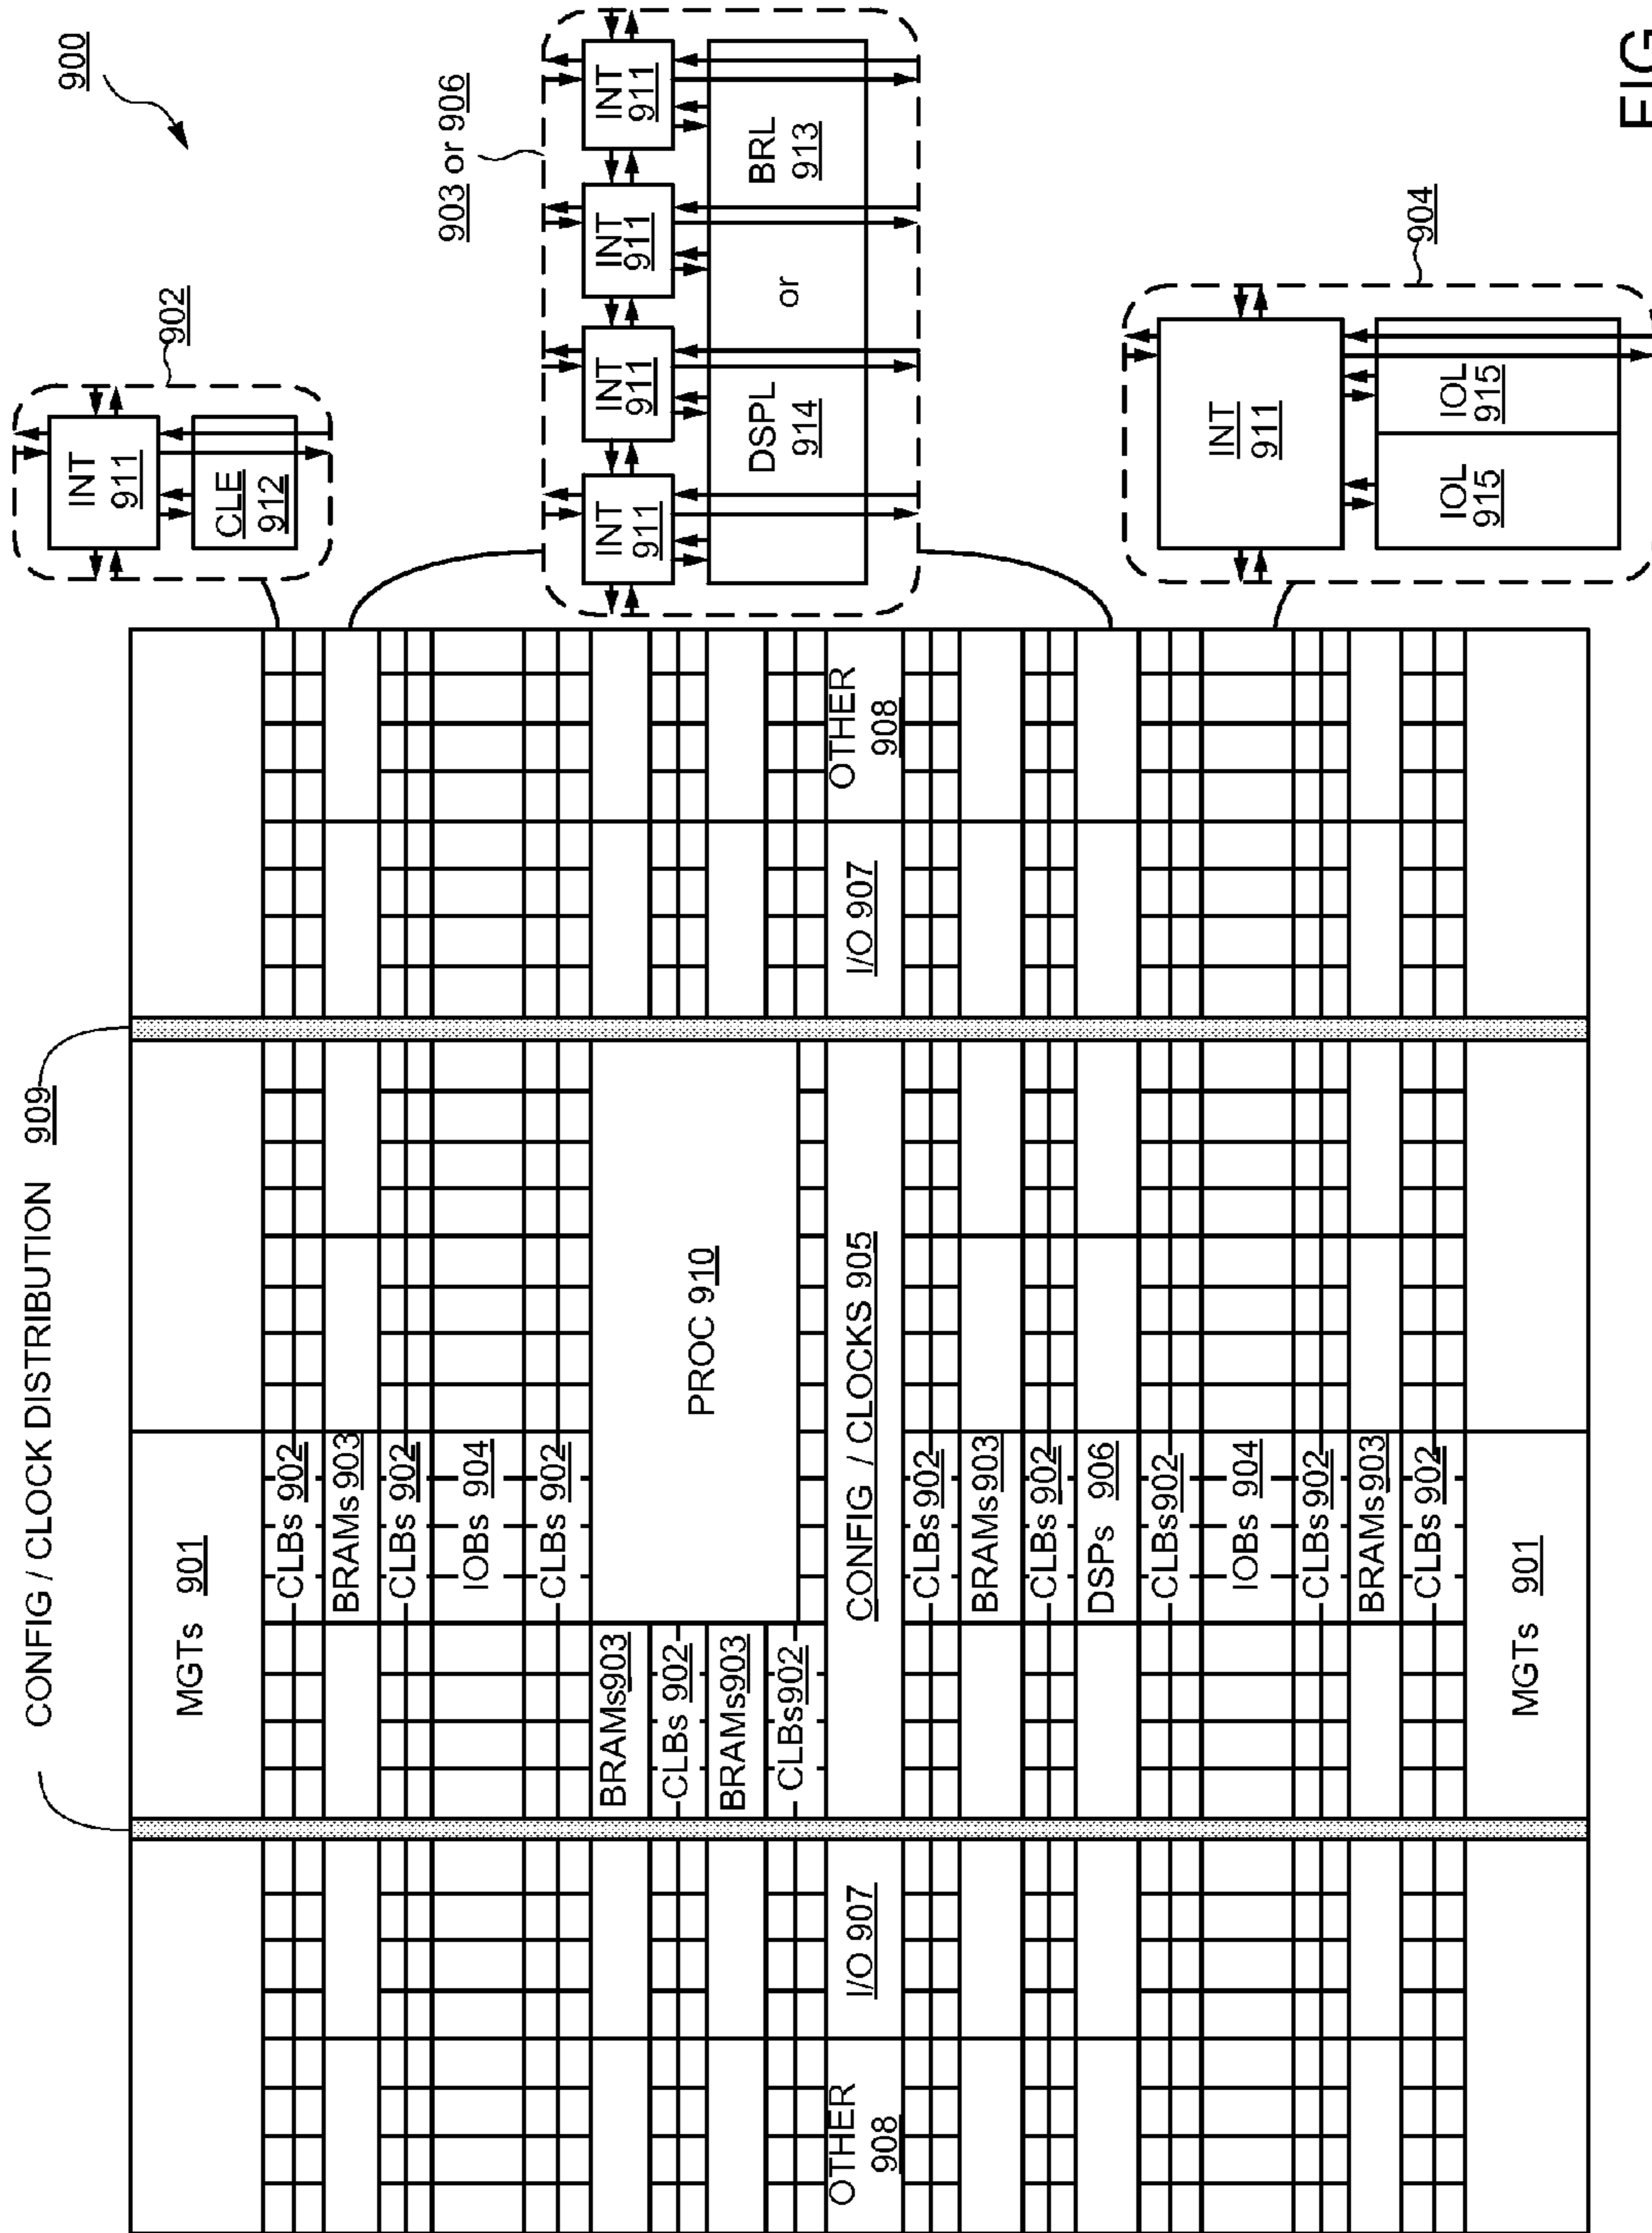 CONFIG / CLOCK DISTRIBUTION 909
900
MGTs 901
CLBs 902
BRAMs 903
CLBs 902
IOBs 904
CLBs 902
BRAMs 903
CLBs 902
BRAMs 903
CLBs 902
PROC 910
OTHER
908
I/O 907
CONFIG / CLOCKS 905
I/O 907
OTHER
908
CLBs 902
BRAMs 903
CLBs 902
DSPs 906
CLBs 902
IOBs 904
CLBs 902
BRAMs 903
CLBs 902
MGTs 901
902
INT
911
CLE
912
903 or 906
INT
911
INT
911
INT
911
INT
911
DSPL
914
or
BRL
913
904
INT
911
IOL
915
IOL
915
FIG